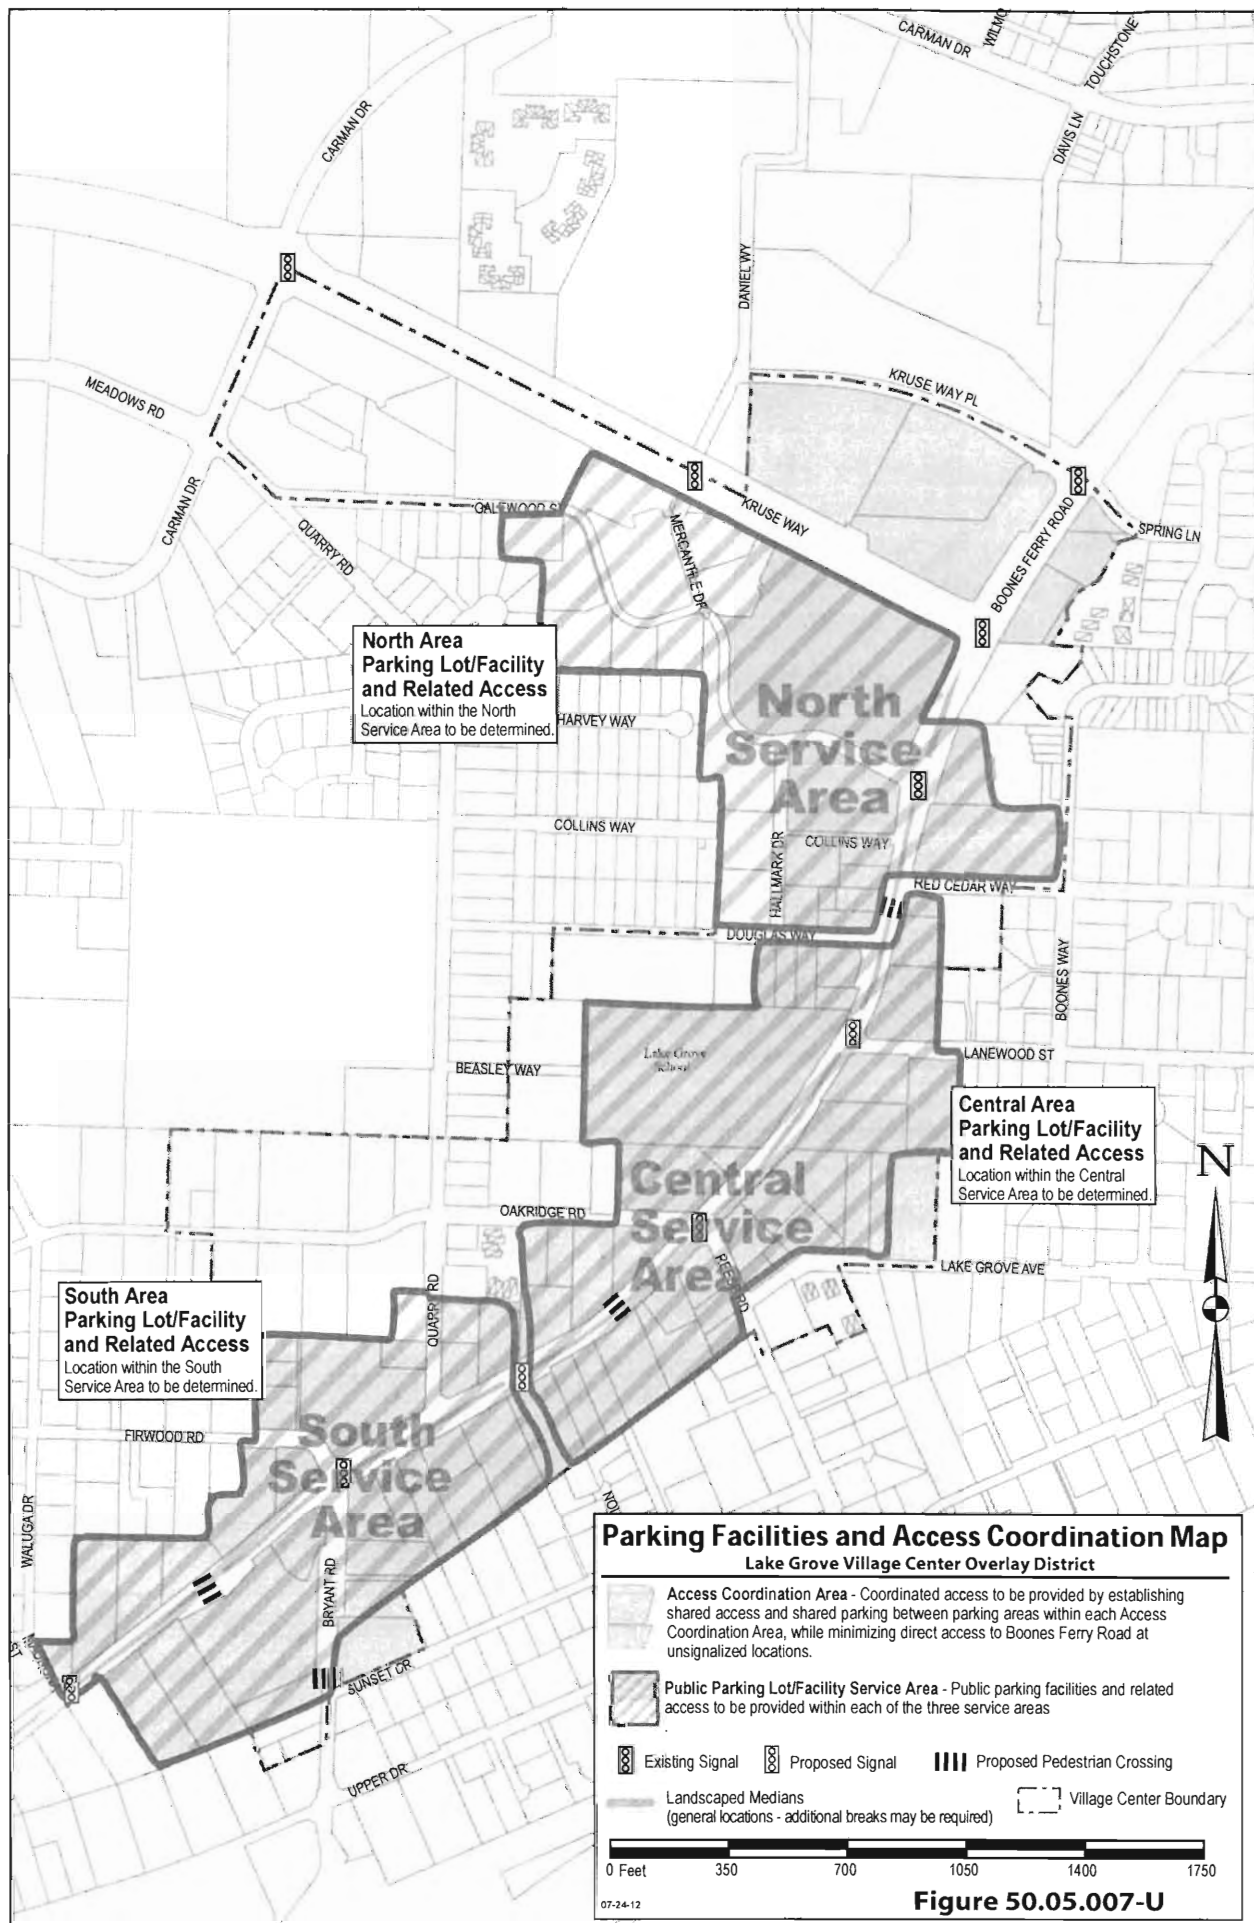 CARMAN DR
WILMO
TOUCHSTONE
CARMAN DR
DAVIS LN
DANIEL WY
MEADOWS RD
KRUSE WAY PL
CARMAN DR
QUARRY RD
GALEWOOD ST
MERCANTILE DR
KRUSE WAY
BOONES FERRY ROAD
SPRING LN
North Area
Parking Lot/Facility
and Related Access
Location within the North
Service Area to be determined.
HARVEY WAY
North
Service
Area
COLLINS WAY
HALLMARK DR
COLLINS WAY
RED CEDAR WAY
DOUGLAS WAY
BOONES WAY
Lake Grove
School
LANEWOOD ST
BEASLEY WAY
Central Area
Parking Lot/Facility
and Related Access
Location within the Central
Service Area to be determined.
N
Central
Service
Area
OAKRIDGE RD
REESE RD
LAKE GROVE AVE
South Area
Parking Lot/Facility
and Related Access
Location within the South
Service Area to be determined.
QUARRY RD
FIRWOOD RD
South
Service
Area
WALUGA DR
BRYANT RD
SUNSET DR
ST
UPPER DR
Parking Facilities and Access Coordination Map
Lake Grove Village Center Overlay District
Access Coordination Area - Coordinated access to be provided by establishing
shared access and shared parking between parking areas within each Access
Coordination Area, while minimizing direct access to Boones Ferry Road at
unsignalized locations.
Public Parking Lot/Facility Service Area - Public parking facilities and related
access to be provided within each of the three service areas
Existing Signal
Proposed Signal
Proposed Pedestrian Crossing
Landscaped Medians
(general locations - additional breaks may be required)
Village Center Boundary
0 Feet 350 700 1050 1400 1750
07-24-12
Figure 50.05.007-U